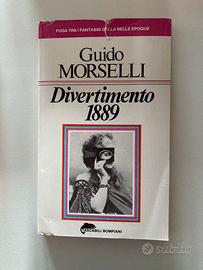 FUGA TRA I FANTASMI DELLA BELLE EPOQUE
Guido
MORSELLI
Divertimento
1889
TASCABILI BOMPIANI
subito